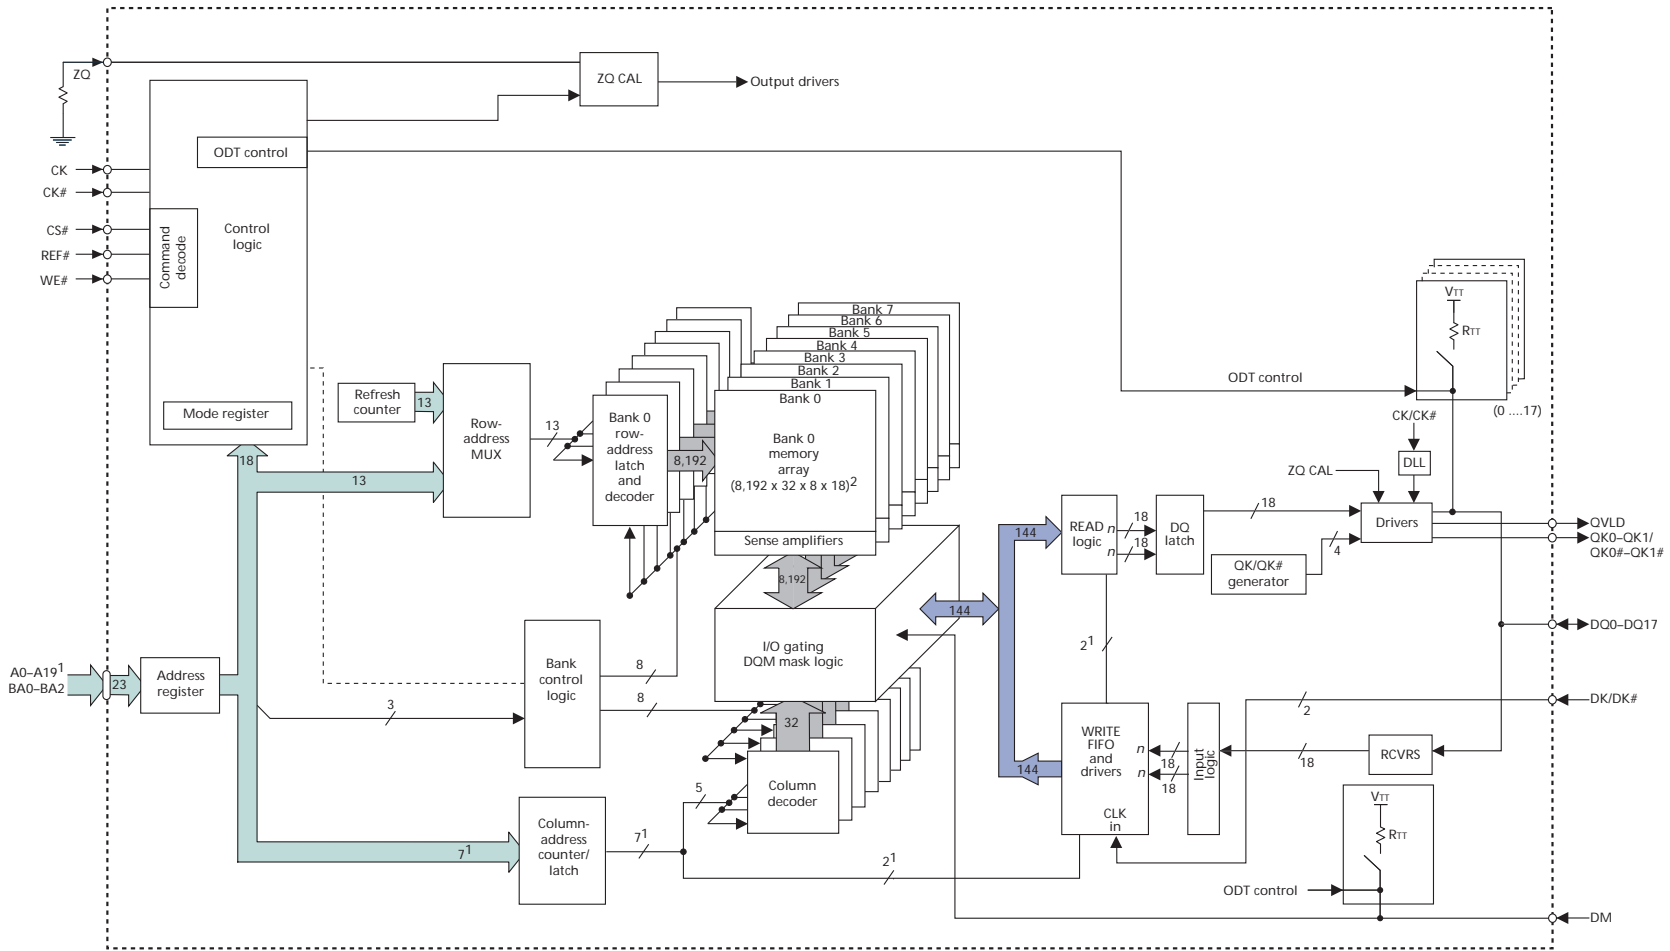 ZQ
ZQ CAL
Output drivers
ODT control
CK
CK#
CS#
REF#
WE#
Command
decode
Control
logic
Mode register
Refresh
counter
13
Row-
address
MUX
13
18
13
Bank 0
row-
address
latch
and
decoder
8,192
Bank 7
Bank 6
Bank 5
Bank 4
Bank 3
Bank 2
Bank 1
Bank 0
Bank 0
memory
array
(8,192 x 32 x 8 x 18)2
Sense amplifiers
8,192
I/O gating
DQM mask logic
32
Column
decoder
5
A0–A191
BA0–BA2
23
Address
register
3
Bank
control
logic
8
8
71
Column-
address
counter/
latch
71
21
144
144
144
READ
logic
n
n
18
18
DQ
latch
18
21
QK/QK#
generator
4
ZQ CAL
CK/CK#
DLL
Drivers
ODT control
VTT
RTT
(0 ....17)
QVLD
QK0–QK1/
QK0#–QK1#
DQ0–DQ17
DK/DK#
2
WRITE
FIFO
and
drivers
n
n
CLK
in
18
18
Input
logic
18
RCVRS
VTT
RTT
ODT control
DM